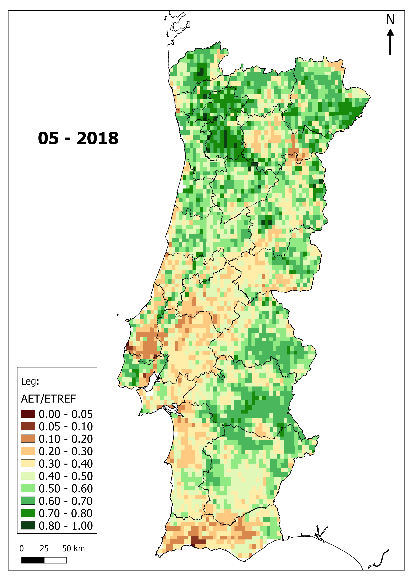 N
05 - 2018
Leg:
AET/ETREF
0.00 - 0.05
0.05 - 0.10
0.10 - 0.20
0.20 - 0.30
0.30 - 0.40
0.40 - 0.50
0.50 - 0.60
0.60 - 0.70
0.70 - 0.80
0.80 - 1.00
0 25 50 km